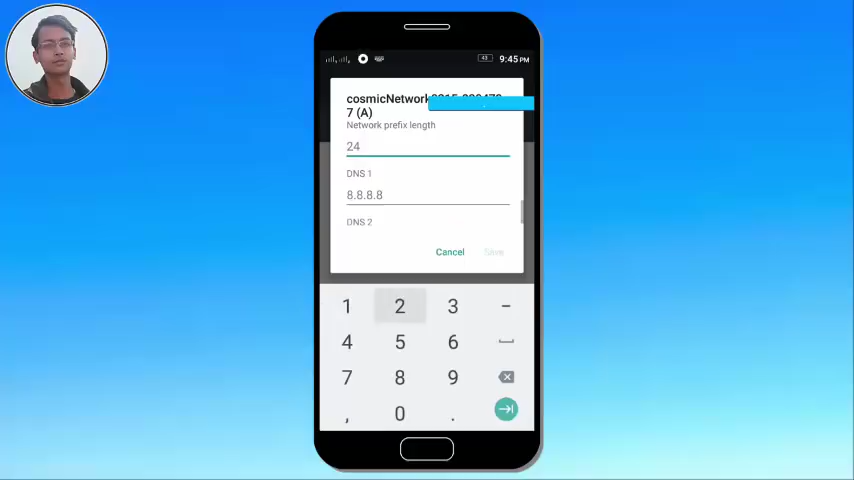 43 9:45 PM
cosmicNetwork
7 (A)
Network prefix length
24
DNS 1
8.8.8.8
DNS 2
Cancel Save
1 2 3 -
4 5 6
7 8 9
, 0 .